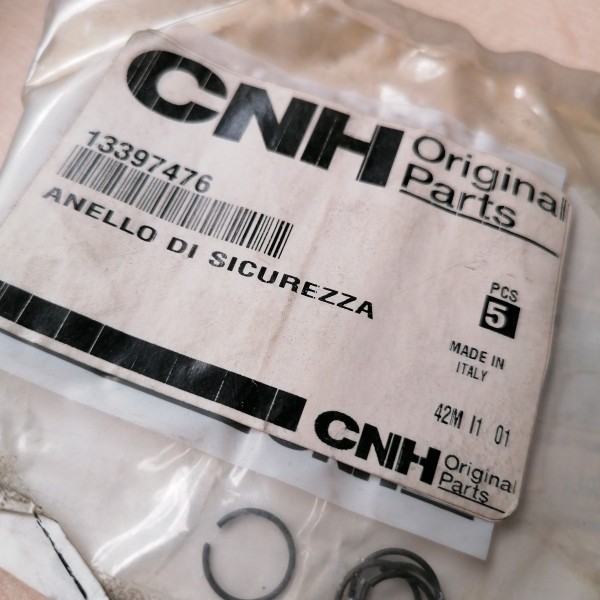 CNH Original
Parts
13397476
ANELLO DI SICUREZZA
PCS
5
MADE IN
ITALY
42M I1 01
CNH Original
Parts